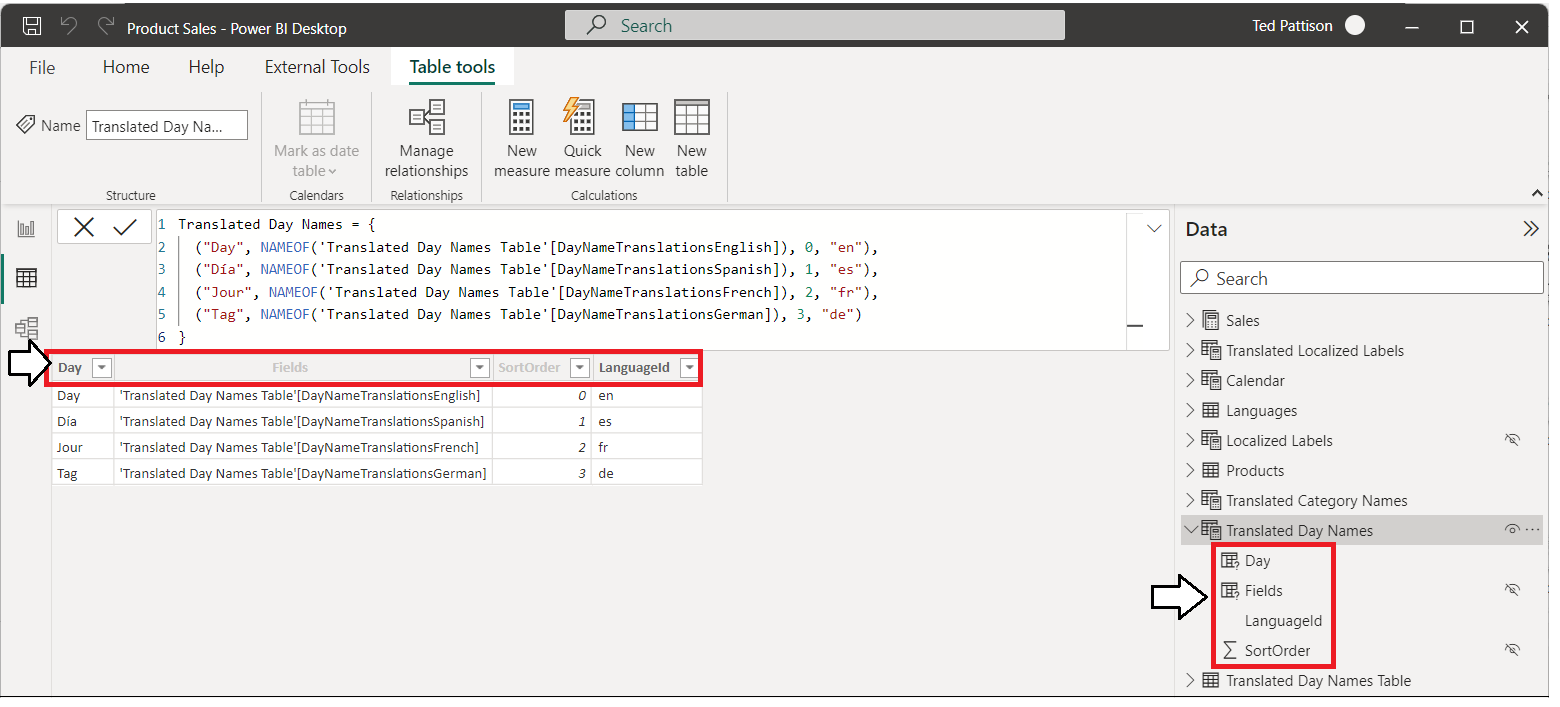 Product Sales - Power BI Desktop
Search
Ted Pattison
File Home Help External Tools Table tools
Name Translated Day Na...
Mark as date table
Manage relationships
New measure
Quick measure
New column
New table
Structure Calendars Relationships Calculations
1 Translated Day Names = {
2 ("Day", NAMEOF('Translated Day Names Table'[DayNameTranslationsEnglish]), 0, "en"),
3 ("Día", NAMEOF('Translated Day Names Table'[DayNameTranslationsSpanish]), 1, "es"),
4 ("Jour", NAMEOF('Translated Day Names Table'[DayNameTranslationsFrench]), 2, "fr"),
5 ("Tag", NAMEOF('Translated Day Names Table'[DayNameTranslationsGerman]), 3, "de")
6 }
Day Fields SortOrder LanguageId
Day 'Translated Day Names Table'[DayNameTranslationsEnglish] 0 en
Día 'Translated Day Names Table'[DayNameTranslationsSpanish] 1 es
Jour 'Translated Day Names Table'[DayNameTranslationsFrench] 2 fr
Tag 'Translated Day Names Table'[DayNameTranslationsGerman] 3 de
Data
Search
Sales
Translated Localized Labels
Calendar
Languages
Localized Labels
Products
Translated Category Names
Translated Day Names
Day
Fields
LanguageId
SortOrder
Translated Day Names Table